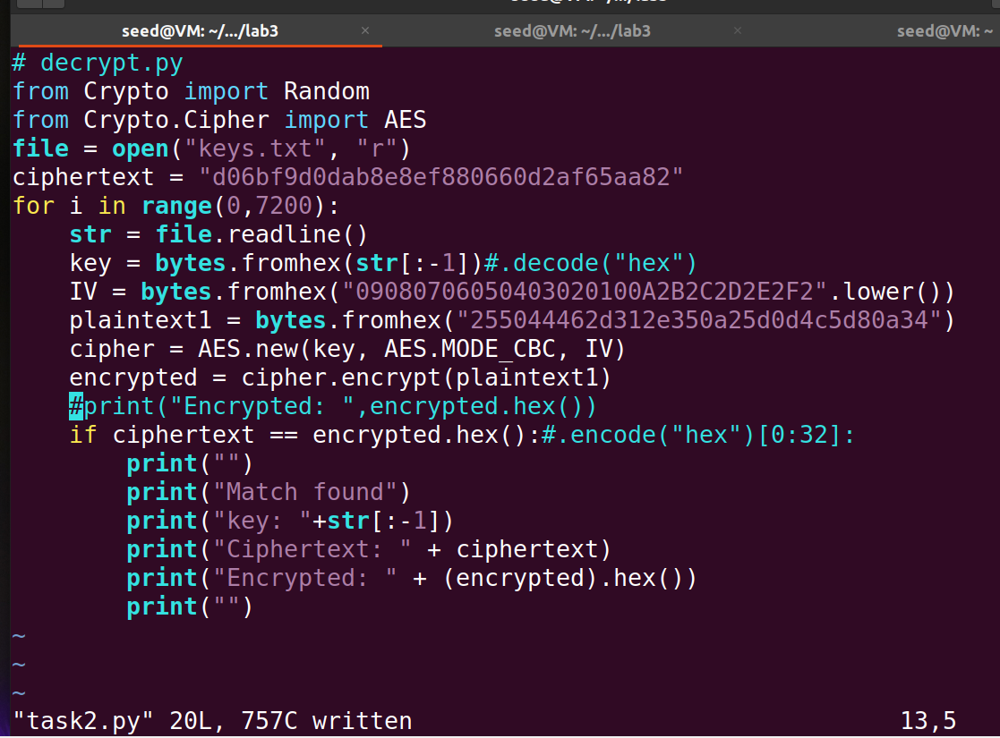 seed@VM: ~/.../lab3 × seed@VM: ~/.../lab3 × seed@VM: ~
# decrypt.py
from Crypto import Random
from Crypto.Cipher import AES
file = open("keys.txt", "r")
ciphertext = "d06bf9d0dab8e8ef880660d2af65aa82"
for i in range(0,7200):
    str = file.readline()
    key = bytes.fromhex(str[:-1])#.decode("hex")
    IV = bytes.fromhex("09080706050403020100A2B2C2D2E2F2".lower())
    plaintext1 = bytes.fromhex("255044462d312e350a25d0d4c5d80a34")
    cipher = AES.new(key, AES.MODE_CBC, IV)
    encrypted = cipher.encrypt(plaintext1)
    #print("Encrypted: ",encrypted.hex())
    if ciphertext == encrypted.hex():#.encode("hex")[0:32]:
        print("")
        print("Match found")
        print("key: "+str[:-1])
        print("Ciphertext: " + ciphertext)
        print("Encrypted: " + (encrypted).hex())
        print("")
~
~
~
"task2.py" 20L, 757C written 13,5